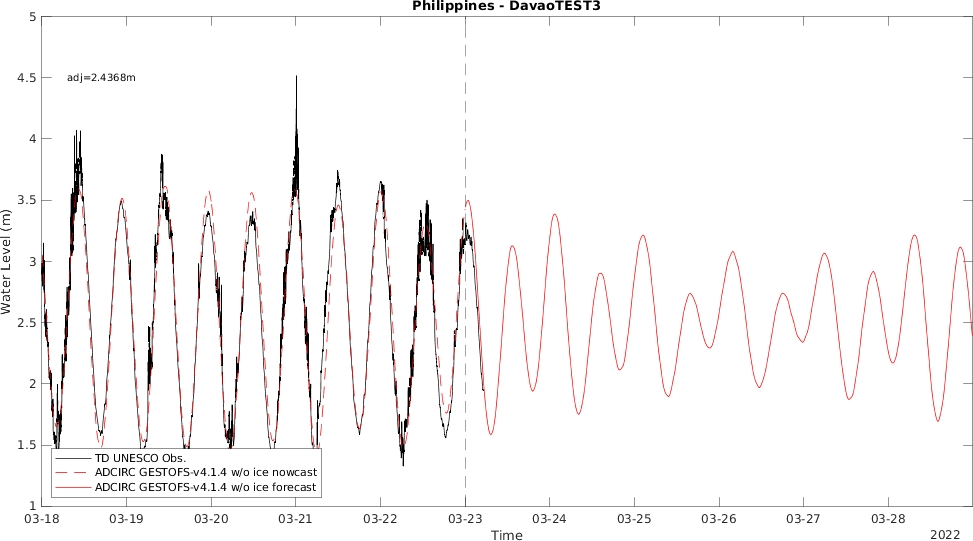 Philippines - DavaoTEST3
5
4.5
4
3.5
3
2.5
2
1.5
1
Water Level (m)
adj=2.4368m
TD UNESCO Obs.
ADCIRC GESTOFS-v4.1.4 w/o ice nowcast
ADCIRC GESTOFS-v4.1.4 w/o ice forecast
03-18 03-19 03-20 03-21 03-22 03-23 03-24 03-25 03-26 03-27 03-28
Time
2022